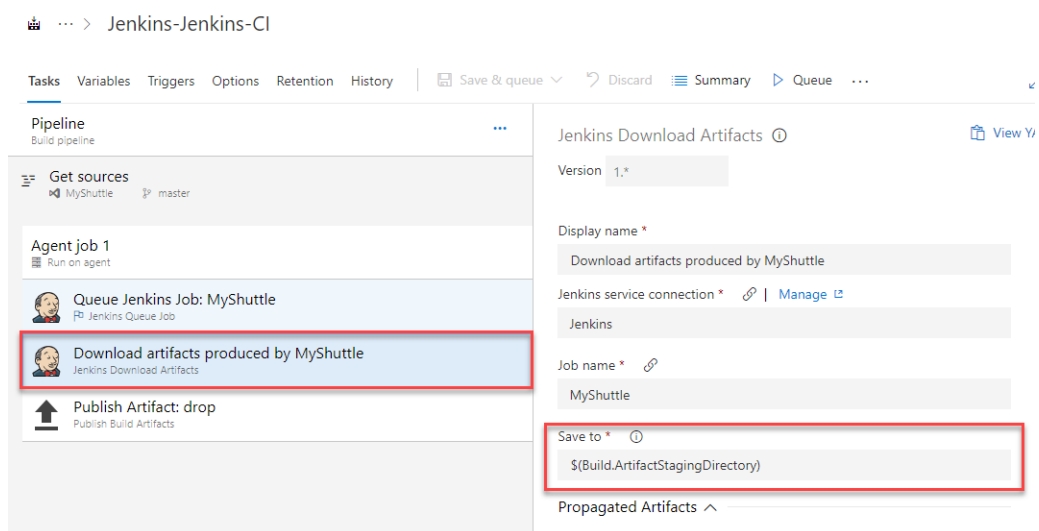 ··· > Jenkins-Jenkins-CI
Tasks Variables Triggers Options Retention History Save & queue Discard Summary Queue ...
Pipeline ...
Build pipeline
Get sources
MyShuttle master
Agent job 1
Run on agent
Queue Jenkins Job: MyShuttle
Jenkins Queue Job
Download artifacts produced by MyShuttle
Jenkins Download Artifacts
Publish Artifact: drop
Publish Build Artifacts
Jenkins Download Artifacts View YA
Version 1.*
Display name *
Download artifacts produced by MyShuttle
Jenkins service connection * | Manage
Jenkins
Job name *
MyShuttle
Save to *
$(Build.ArtifactStagingDirectory)
Propagated Artifacts